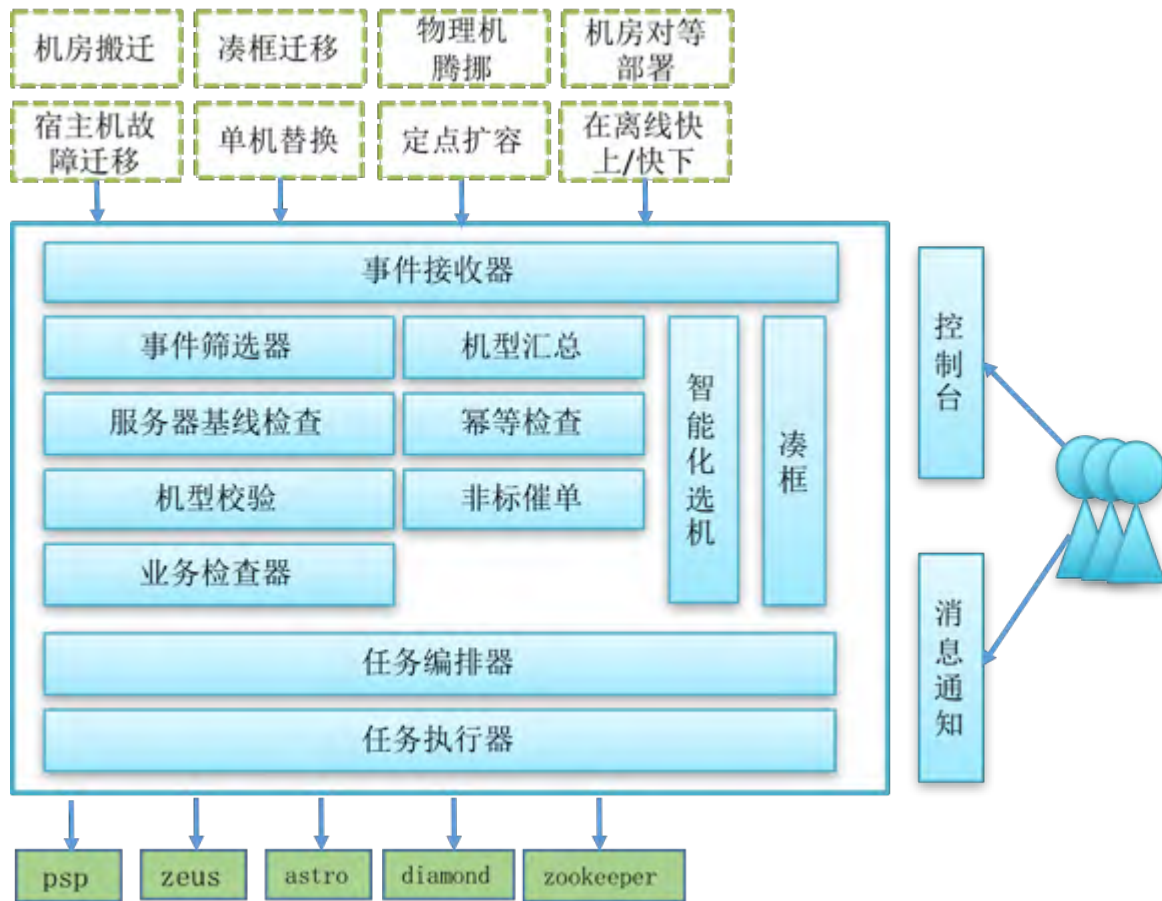 机房搬迁
凑框迁移
物理机
腾挪
机房对等
部署
宿主机故
障迁移
单机替换
定点扩容
在离线快
上/快下
事件接收器
事件筛选器
机型汇总
服务器基线检查
幂等检查
机型校验
非标催单
业务检查器
智能化选机
凑框
任务编排器
任务执行器
控制台
消息通知
psp
zeus
astro
diamond
zookeeper